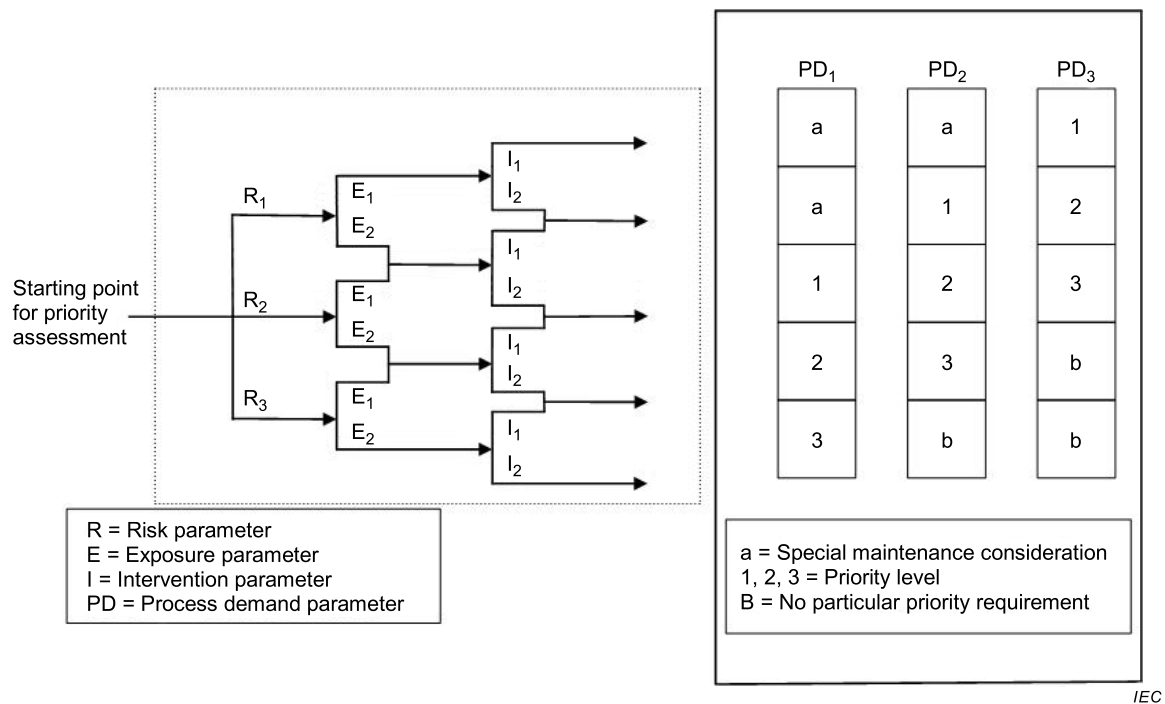 PD₁ PD₂ PD₃
a a 1
a 1 2
1 2 3
2 3 b
3 b b
I₁
I₂
R₁
E₁
E₂
I₁
I₂
Starting point
for priority
assessment
R₂
E₁
E₂
I₁
I₂
R₃
E₁
E₂
I₁
I₂
R = Risk parameter
E = Exposure parameter
I = Intervention parameter
PD = Process demand parameter
a = Special maintenance consideration
1, 2, 3 = Priority level
B = No particular priority requirement
IEC